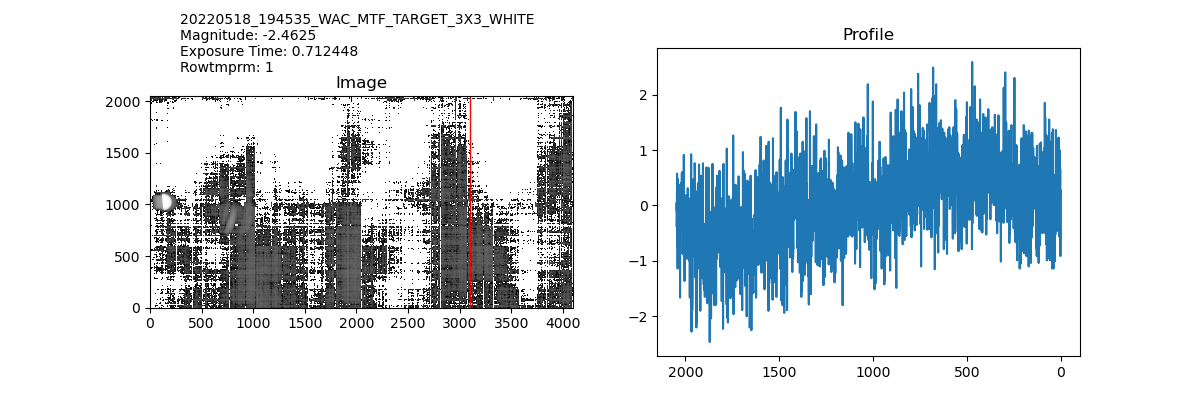 20220518_194535_WAC_MTF_TARGET_3X3_WHITE
Magnitude: -2.4625
Exposure Time: 0.712448
Rowtmprm: 1
Image
Profile
2000
1500
1000
500
0
0 500 1000 1500 2000 2500 3000 3500 4000
2
1
0
−1
−2
2000 1500 1000 500 0